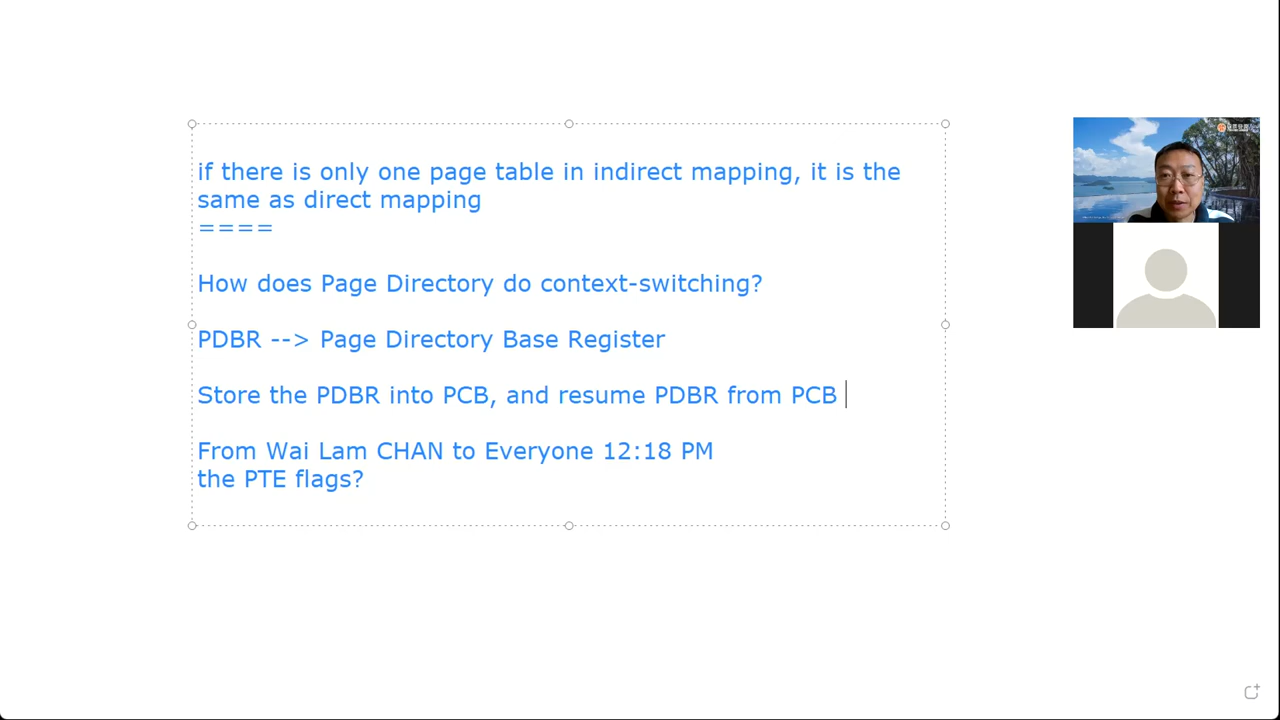 if there is only one page table in indirect mapping, it is the
same as direct mapping
====
How does Page Directory do context-switching?
PDBR --> Page Directory Base Register
Store the PDBR into PCB, and resume PDBR from PCB
From Wai Lam CHAN to Everyone 12:18 PM
the PTE flags?